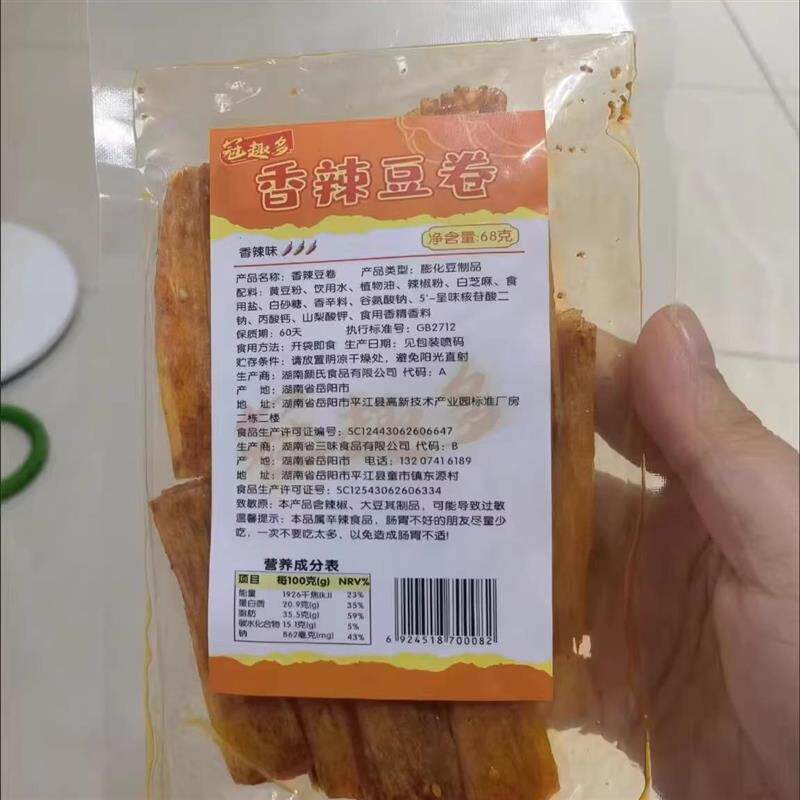 冠趣多
香辣豆卷
香辣味
净含量:68克
产品名称：香辣豆卷 产品类型：膨化豆制品
配料：黄豆粉、饮用水、植物油、辣椒粉、白芝麻、食
用盐、白砂糖、香辛料、谷氨酸钠、5'-呈味核苷酸二
钠、丙酸钙、山梨酸钾、食用香精香料
保质期：60天 执行标准号：GB2712
食用方法：开袋即食 生产日期：见包装喷码
贮存条件：请放置阴凉干燥处，避免阳光直射
生产商：湖南颜氏食品有限公司 代码：A
产 地：湖南省岳阳市
地 址：湖南省岳阳市平江县高新技术产业园标准厂房
二栋二楼
食品生产许可证编号：SC12443062606647
生产商：湖南省三味食品有限公司 代码：B
产 地：湖南省岳阳市 电话：132 0741 6189
地 址：湖南省岳阳市平江县童市镇东源村
食品生产许可证号：SC12543062606334
致敏原：本产品含辣椒、大豆其制品，可能导致过敏
温馨提示：本品属辛辣食品，肠胃不好的朋友尽量少
吃，一次不要吃太多，以免造成肠胃不适!
营养成分表
项目 每100克(g) NRV%
能量 1926千焦(kJ) 23%
蛋白质 20.9克(g) 35%
脂肪 35.5克(g) 59%
碳水化合物 15.1克(g) 5%
钠 862毫克(mg) 43%
6 924518 700082